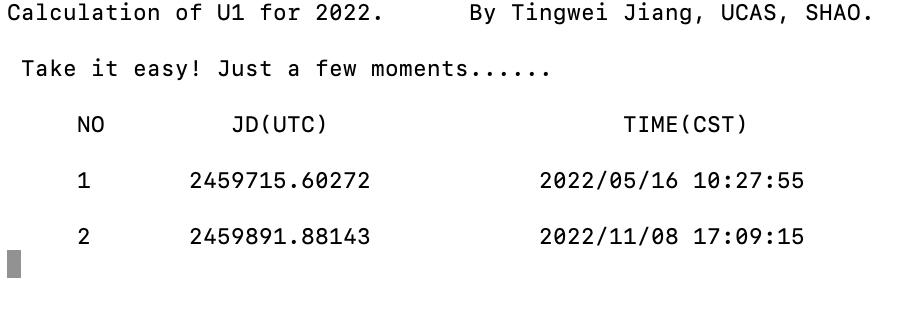 Calculation of U1 for 2022. By Tingwei Jiang, UCAS, SHAO.
Take it easy! Just a few moments......
NO JD(UTC) TIME(CST)
1 2459715.60272 2022/05/16 10:27:55
2 2459891.88143 2022/11/08 17:09:15